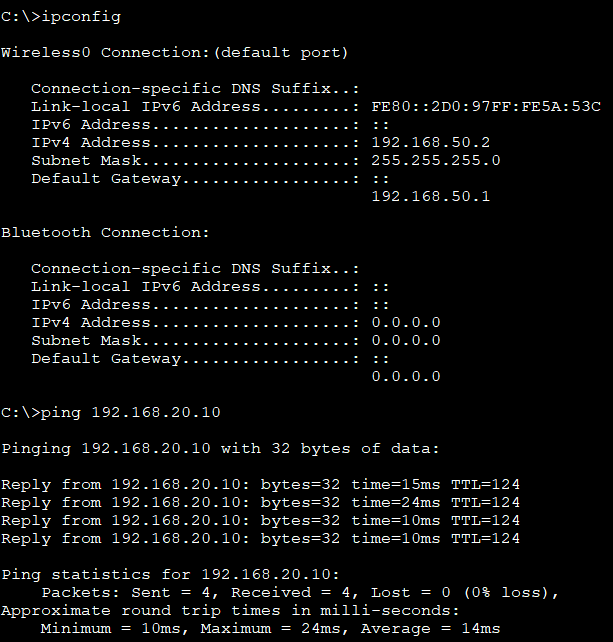 C:\>ipconfig
Wireless0 Connection:(default port)
Connection-specific DNS Suffix..:
Link-local IPv6 Address.........: FE80::2D0:97FF:FE5A:53C
IPv6 Address....................: ::
IPv4 Address....................: 192.168.50.2
Subnet Mask.....................: 255.255.255.0
Default Gateway.................: ::
192.168.50.1
Bluetooth Connection:
Connection-specific DNS Suffix..:
Link-local IPv6 Address.........: ::
IPv6 Address....................: ::
IPv4 Address....................: 0.0.0.0
Subnet Mask.....................: 0.0.0.0
Default Gateway.................: ::
0.0.0.0
C:\>ping 192.168.20.10
Pinging 192.168.20.10 with 32 bytes of data:
Reply from 192.168.20.10: bytes=32 time=15ms TTL=124
Reply from 192.168.20.10: bytes=32 time=24ms TTL=124
Reply from 192.168.20.10: bytes=32 time=10ms TTL=124
Reply from 192.168.20.10: bytes=32 time=10ms TTL=124
Ping statistics for 192.168.20.10:
Packets: Sent = 4, Received = 4, Lost = 0 (0% loss),
Approximate round trip times in milli-seconds:
Minimum = 10ms, Maximum = 24ms, Average = 14ms